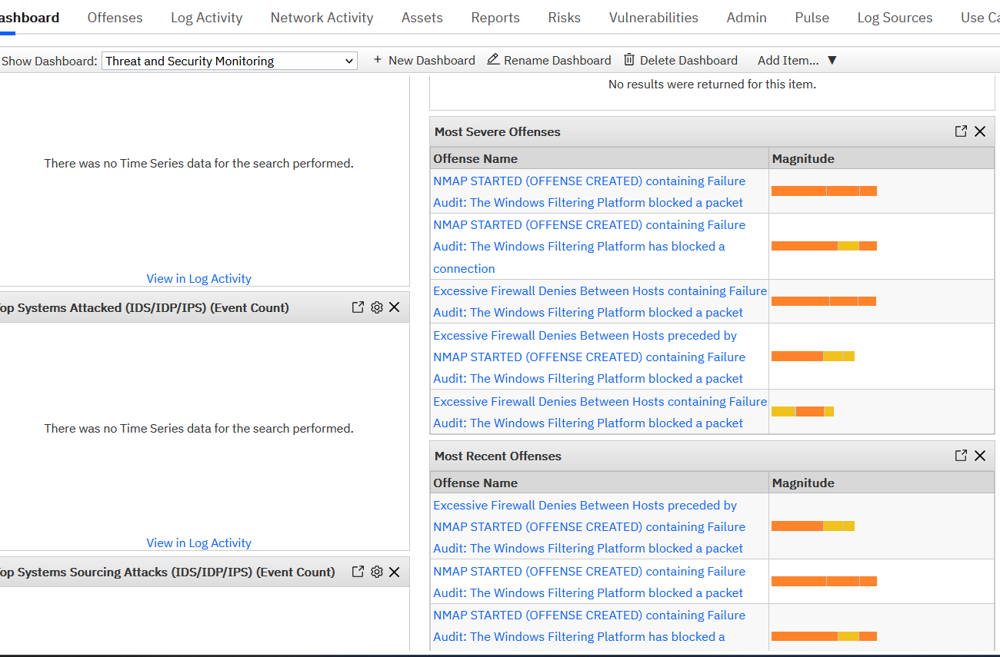 ashboard Offenses Log Activity Network Activity Assets Reports Risks Vulnerabilities Admin Pulse Log Sources Use Ca
Show Dashboard: Threat and Security Monitoring + New Dashboard Rename Dashboard Delete Dashboard Add Item... ▼
There was no Time Series data for the search performed.
View in Log Activity
op Systems Attacked (IDS/IDP/IPS) (Event Count)
There was no Time Series data for the search performed.
View in Log Activity
op Systems Sourcing Attacks (IDS/IDP/IPS) (Event Count)
No results were returned for this item.
Most Severe Offenses
Offense Name Magnitude
NMAP STARTED (OFFENSE CREATED) containing Failure
Audit: The Windows Filtering Platform blocked a packet
NMAP STARTED (OFFENSE CREATED) containing Failure
Audit: The Windows Filtering Platform has blocked a
connection
Excessive Firewall Denies Between Hosts containing Failure
Audit: The Windows Filtering Platform blocked a packet
Excessive Firewall Denies Between Hosts preceded by
NMAP STARTED (OFFENSE CREATED) containing Failure
Audit: The Windows Filtering Platform blocked a packet
Excessive Firewall Denies Between Hosts containing Failure
Audit: The Windows Filtering Platform blocked a packet
Most Recent Offenses
Offense Name Magnitude
Excessive Firewall Denies Between Hosts preceded by
NMAP STARTED (OFFENSE CREATED) containing Failure
Audit: The Windows Filtering Platform blocked a packet
NMAP STARTED (OFFENSE CREATED) containing Failure
Audit: The Windows Filtering Platform blocked a packet
NMAP STARTED (OFFENSE CREATED) containing Failure
Audit: The Windows Filtering Platform has blocked a